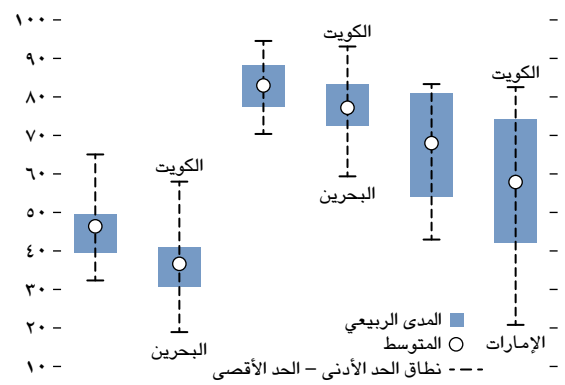 ١٠٠ –
الكويت
٩٠ –
الكويت
٨٠ –
٧٠ –
الكويت
٦٠ –
البحرين
٥٠ –
٤٠ –
٣٠ –
المدى الربيعي
٢٠ –
المتوسط
الإمارات
البحرين
١٠ –
نطاق الحد الأدنى – الحد الأقصى